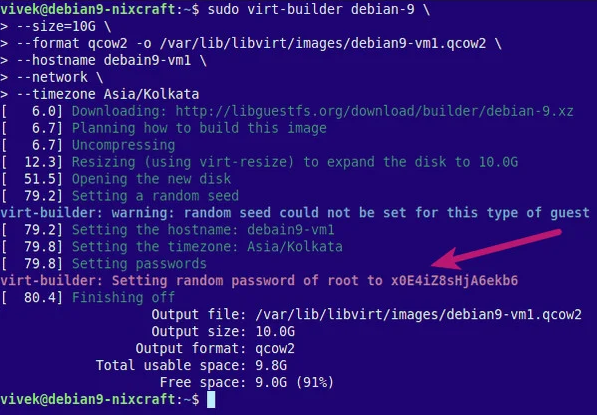 vivek@debian9-nixcraft:~$ sudo virt-builder debian-9 \
> --size=10G \
> --format qcow2 -o /var/lib/libvirt/images/debian9-vm1.qcow2 \
> --hostname debain9-vm1 \
> --network \
> --timezone Asia/Kolkata
[   6.0] Downloading: http://libguestfs.org/download/builder/debian-9.xz
[   6.7] Planning how to build this image
[   6.7] Uncompressing
[  12.3] Resizing (using virt-resize) to expand the disk to 10.0G
[  51.5] Opening the new disk
[  79.2] Setting a random seed
virt-builder: warning: random seed could not be set for this type of guest
[  79.2] Setting the hostname: debain9-vm1
[  79.8] Setting the timezone: Asia/Kolkata
[  79.8] Setting passwords
virt-builder: Setting random password of root to x0E4iZ8sHjA6ekb6
[  80.4] Finishing off
Output file: /var/lib/libvirt/images/debian9-vm1.qcow2
Output size: 10.0G
Output format: qcow2
Total usable space: 9.8G
Free space: 9.0G (91%)
vivek@debian9-nixcraft:~$